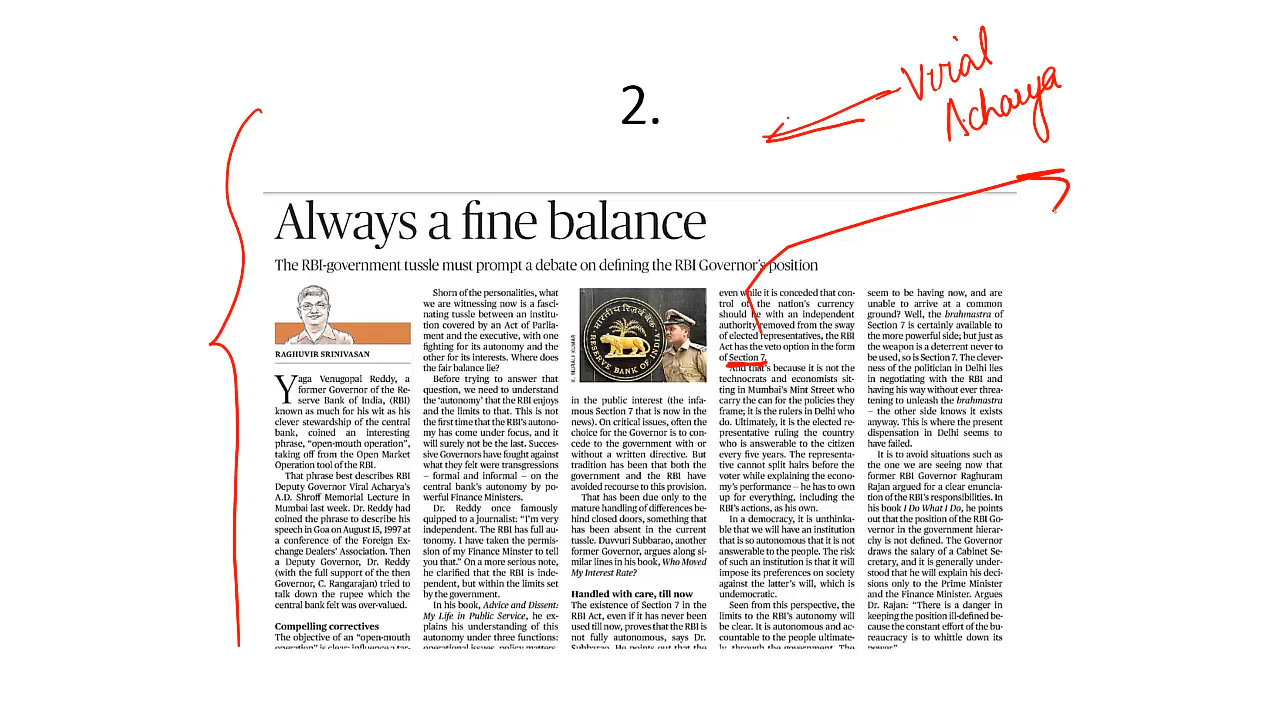 2.
Viral
Acharya
Always a fine balance
The RBI-government tussle must prompt a debate on defining the RBI Governor's position
RAGHUVIR SRINIVASAN
Yaga Venugopal Reddy, a
former Governor of the Re-
serve Bank of India, (RBI)
known as much for his wit as his
clever stewardship of the central
bank, coined an interesting
phrase, “open-mouth operation”,
taking off from the Open Market
Operation tool of the RBI.
That phrase best describes RBI
Deputy Governor Viral Acharya's
A.D. Shroff Memorial Lecture in
Mumbai last week. Dr. Reddy had
coined the phrase to describe his
speech in Goa on August 15, 1997 at
a conference of the Foreign Ex-
change Dealers' Association. Then
a Deputy Governor, Dr. Reddy
(with the full support of the then
Governor, C. Rangarajan) tried to
talk down the rupee which the
central bank felt was over-valued.
Compelling correctives
The objective of an “open-mouth
operation” is clear: influence a tar-
Shorn of the personalities, what
we are witnessing now is a fasci-
nating tussle between an institu-
tion covered by an Act of Parlia-
ment and the executive, with one
fighting for its autonomy and the
other for its interests. Where does
the fair balance lie?
Before trying to answer that
question, we need to understand
the ‘autonomy’ that the RBI enjoys
and the limits to that. This is not
the first time that the RBI's autono-
my has come under focus, and it
will surely not be the last. Succes-
sive Governors have fought against
what they felt were transgressions
– formal and informal – on the
central bank's autonomy by po-
werful Finance Ministers.
Dr. Reddy once famously
quipped to a journalist: “I'm very
independent. The RBI has full au-
tonomy. I have taken the permis-
sion of my Finance Minster to tell
you that.” On a more serious note,
he clarified that the RBI is inde-
pendent, but within the limits set
by the government.
In his book, Advice and Dissent:
My Life in Public Service, he ex-
plains his understanding of this
autonomy under three functions:
operational issues, policy matters,
K. MURALI KUMAR
भारतीय रिज़र्व बैंक
RESERVE BANK OF INDIA
in the public interest (the infa-
mous Section 7 that is now in the
news). On critical issues, often the
choice for the Governor is to con-
cede to the government with or
without a written directive. But
tradition has been that both the
government and the RBI have
avoided recourse to this provision.
That has been due only to the
mature handling of differences be-
hind closed doors, something that
has been absent in the current
tussle. Duvvuri Subbarao, another
former Governor, argues along si-
milar lines in his book, Who Moved
My Interest Rate?
Handled with care, till now
The existence of Section 7 in the
RBI Act, even if it has never been
used till now, proves that the RBI is
not fully autonomous, says Dr.
Subbarao. He points out that the
even while it is conceded that con-
trol of the nation's currency
should be with an independent
authority removed from the sway
of elected representatives, the RBI
Act has the veto option in the form
of Section 7.
And that's because it is not the
technocrats and economists sit-
ting in Mumbai's Mint Street who
carry the can for the policies they
frame; it is the rulers in Delhi who
do. Ultimately, it is the elected re-
presentative ruling the country
who is answerable to the citizen
every five years. The representa-
tive cannot split hairs before the
voter while explaining the econo-
my's performance – he has to own
up for everything, including the
RBI's actions, as his own.
In a democracy, it is unthinka-
ble that we will have an institution
that is so autonomous that it is not
answerable to the people. The risk
of such an institution is that it will
impose its preferences on society
against the latter's will, which is
undemocratic.
Seen from this perspective, the
limits to the RBI's autonomy will
be clear. It is autonomous and ac-
countable to the people ultimate-
ly, through the government. The
seem to be having now, and are
unable to arrive at a common
ground? Well, the brahmastra of
Section 7 is certainly available to
the more powerful side; but just as
the weapon is a deterrent never to
be used, so is Section 7. The clever-
ness of the politician in Delhi lies
in negotiating with the RBI and
having his way without ever threa-
tening to unleash the brahmastra
– the other side knows it exists
anyway. This is where the present
dispensation in Delhi seems to
have failed.
It is to avoid situations such as
the one we are seeing now that
former RBI Governor Raghuram
Rajan argued for a clear enuncia-
tion of the RBI's responsibilities. In
his book I Do What I Do, he points
out that the position of the RBI Go-
vernor in the government hierar-
chy is not defined. The Governor
draws the salary of a Cabinet Se-
cretary, and it is generally under-
stood that he will explain his deci-
sions only to the Prime Minister
and the Finance Minister. Argues
Dr. Rajan: “There is a danger in
keeping the position ill-defined be-
cause the constant effort of the bu-
reaucracy is to whittle down its
power.”